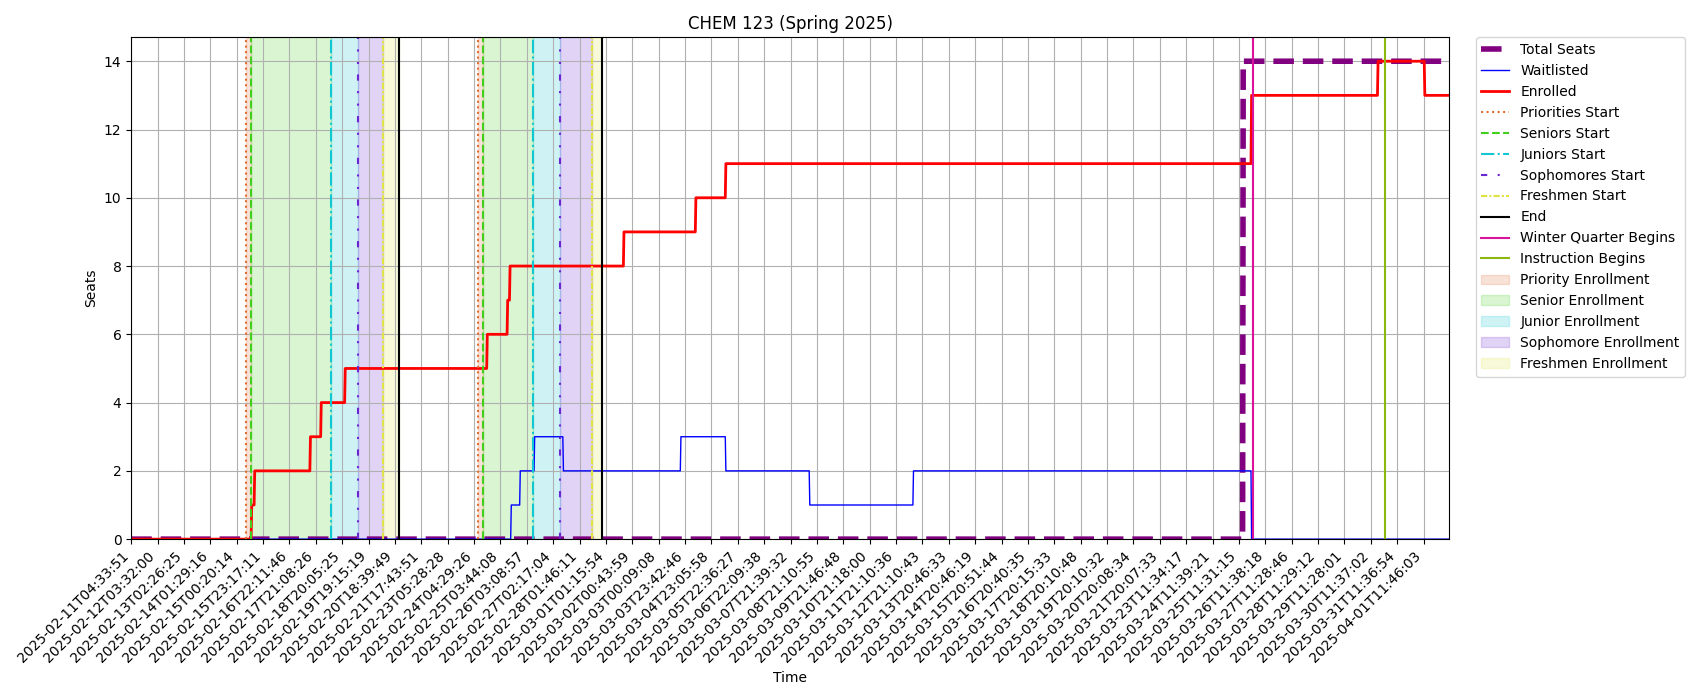 CHEM 123 (Spring 2025)
Seats
14
12
10
8
6
4
2
0
2025-02-11T04:33:51
2025-02-12T03:32:00
2025-02-13T02:26:25
2025-02-14T01:29:16
2025-02-15T00:20:14
2025-02-15T23:17:11
2025-02-16T22:11:46
2025-02-17T21:08:26
2025-02-18T20:05:25
2025-02-19T19:15:19
2025-02-20T18:39:49
2025-02-21T17:43:51
2025-02-23T05:28:28
2025-02-24T04:29:26
2025-02-25T03:44:08
2025-02-26T03:08:57
2025-02-27T02:17:04
2025-02-28T01:46:11
2025-03-01T01:15:54
2025-03-02T00:43:59
2025-03-03T00:09:08
2025-03-03T23:42:46
2025-03-04T23:05:58
2025-03-05T22:36:27
2025-03-06T22:09:38
2025-03-07T21:39:32
2025-03-08T21:10:55
2025-03-09T21:46:48
2025-03-10T21:18:00
2025-03-11T21:10:36
2025-03-12T21:10:43
2025-03-13T20:46:33
2025-03-14T20:46:19
2025-03-15T20:51:44
2025-03-16T20:40:35
2025-03-17T20:15:33
2025-03-18T20:10:48
2025-03-19T20:10:32
2025-03-20T20:08:34
2025-03-21T20:07:33
2025-03-23T11:34:17
2025-03-24T11:39:21
2025-03-25T11:31:15
2025-03-26T11:38:18
2025-03-27T11:28:46
2025-03-28T11:29:12
2025-03-29T11:28:01
2025-03-30T11:37:02
2025-03-31T11:36:54
2025-04-01T11:46:03
Time
Total Seats
Waitlisted
Enrolled
Priorities Start
Seniors Start
Juniors Start
Sophomores Start
Freshmen Start
End
Winter Quarter Begins
Instruction Begins
Priority Enrollment
Senior Enrollment
Junior Enrollment
Sophomore Enrollment
Freshmen Enrollment